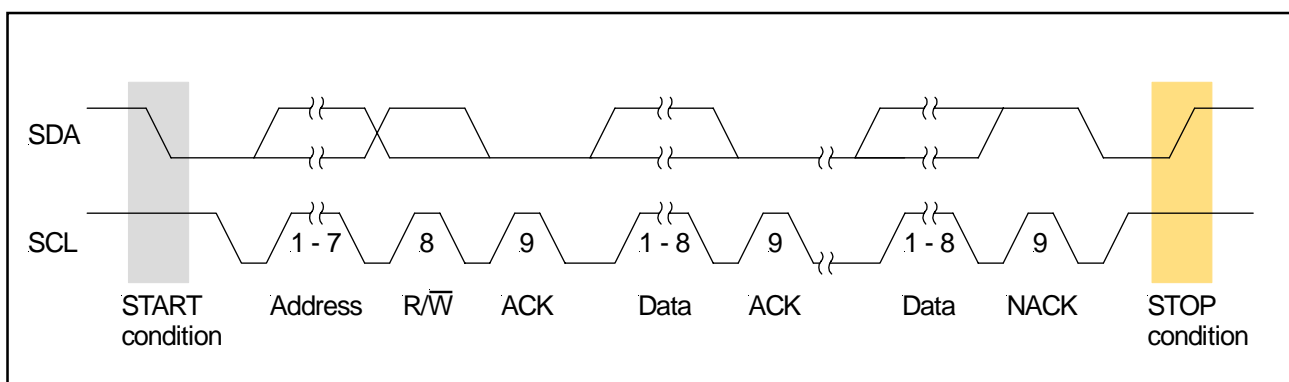 SDA
SCL
1 - 7 8 9 1 - 8 9 1 - 8 9
START condition Address R/W̅ ACK Data ACK Data NACK STOP condition